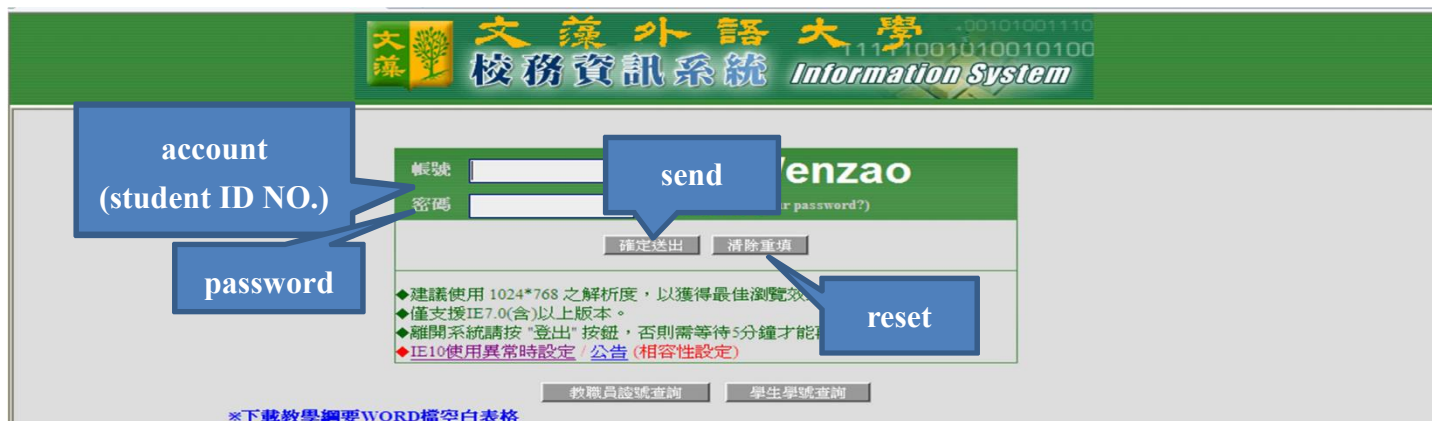 文藻外語大學
文藻
校務資訊系統 Information System
account
(student ID NO.)
帳號
send
enzao
密碼
password?)
password
確定送出 清除重填
reset
◆建議使用 1024*768 之解析度，以獲得最佳瀏覽效
◆僅支援IE7.0(含)以上版本。
◆離開系統請按 "登出" 按鈕，否則需等待5分鐘才能
◆IE10使用異常時設定 / 公告 (相容性設定)
教職員證號查詢 學生學號查詢
※下載教學綱要WORD檔空白表格